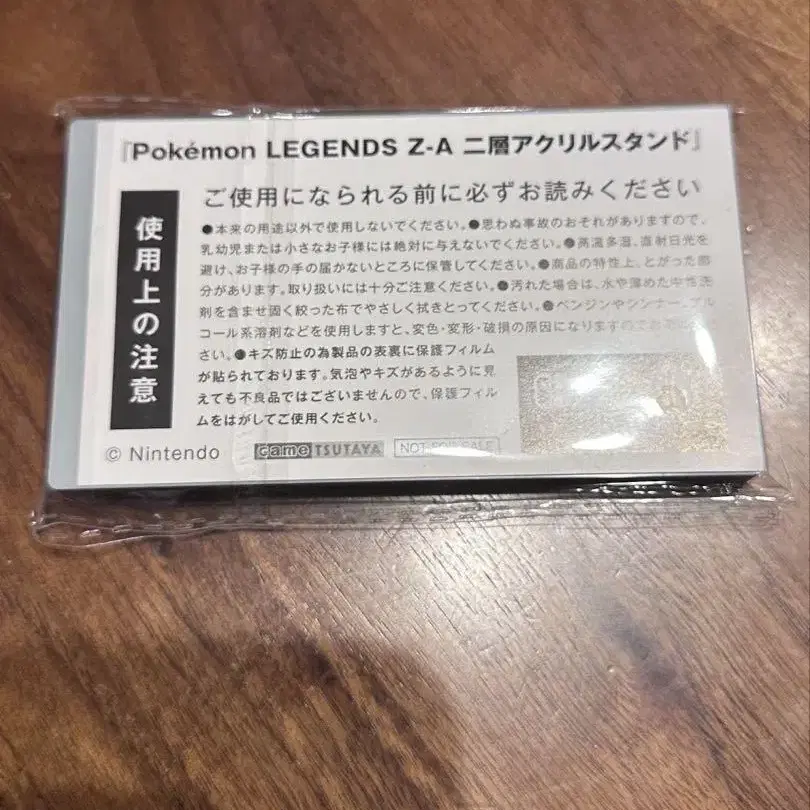 『Pokémon LEGENDS Z-A 二層アクリルスタンド』
ご使用になられる前に必ずお読みください
使用上の注意
●本来の用途以外で使用しないでください。●思わぬ事故のおそれがありますので、
乳幼児または小さなお子様には絶対に与えないでください。●高温多湿、直射日光を
避け、お子様の手の届かないところに保管してください。●商品の特性上、とがった部
分があります。取り扱いには十分ご注意ください。●汚れた場合は、水や薄めた中性洗
剤を含ませ固く絞った布でやさしく拭きとってください。●ベンジンやシンナー、アル
コール系溶剤などを使用しますと、変色・変形・破損の原因になりますので
さい。●キズ防止の為製品の表裏に保護フィルム
が貼られております。気泡やキズがあるように見
えても不良品ではございませんので、保護フィル
ムをはがしてご使用ください。
© Nintendo
game TSUTAYA
NOT FOR SALE